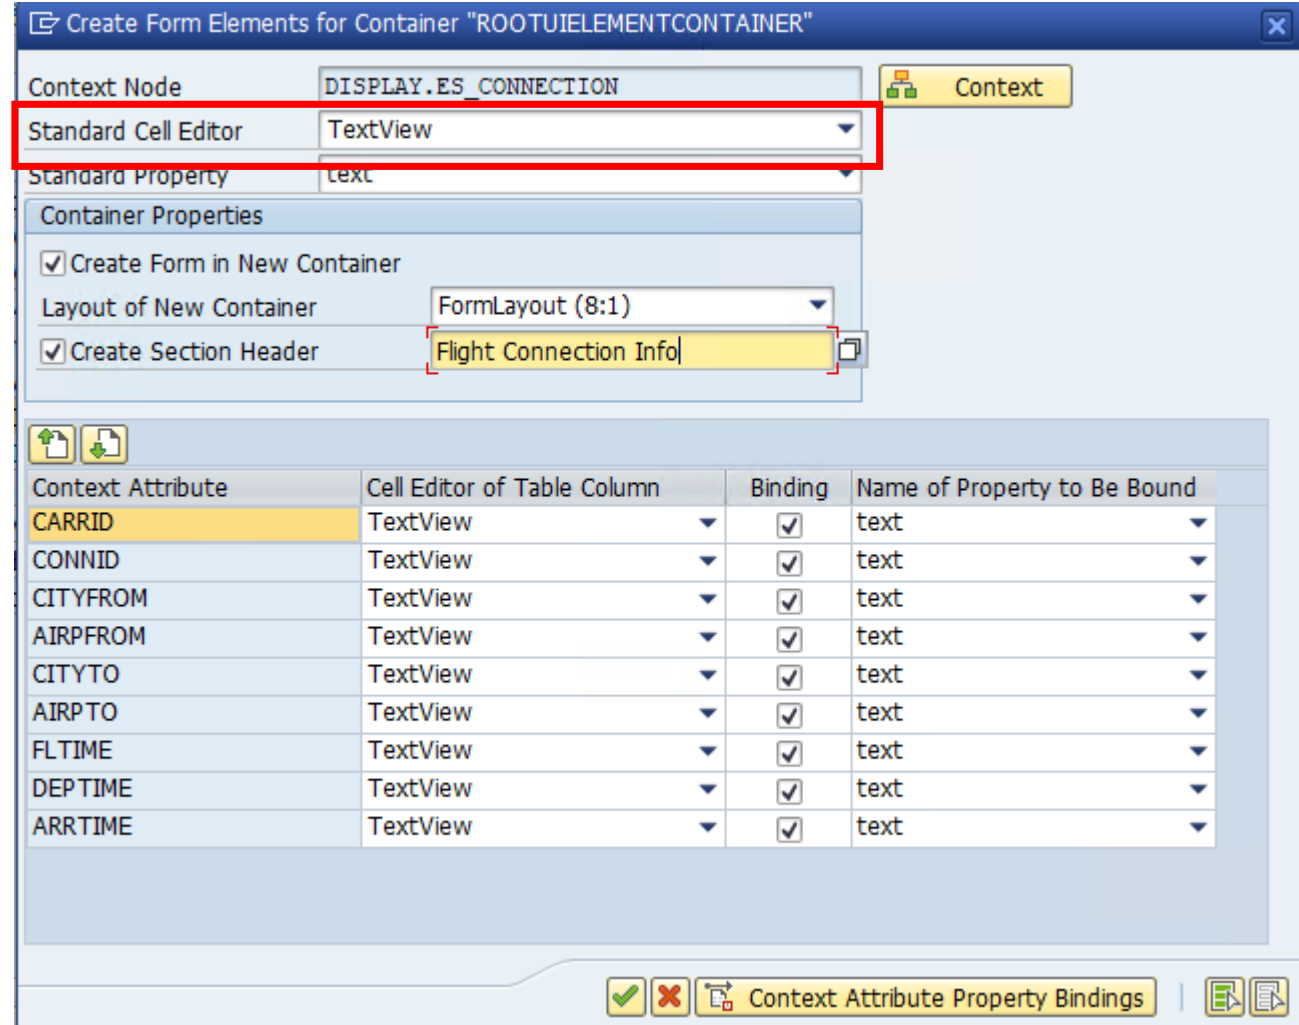 Create Form Elements for Container "ROOTUIELEMENTCONTAINER"
Context Node DISPLAY.ES_CONNECTION Context
Standard Cell Editor TextView
Standard Property text
Container Properties
Create Form in New Container
Layout of New Container FormLayout (8:1)
Create Section Header Flight Connection Info
Context Attribute Cell Editor of Table Column Binding Name of Property to Be Bound
CARRID TextView text
CONNID TextView text
CITYFROM TextView text
AIRPFROM TextView text
CITYTO TextView text
AIRPTO TextView text
FLTIME TextView text
DEPTIME TextView text
ARRTIME TextView text
Context Attribute Property Bindings